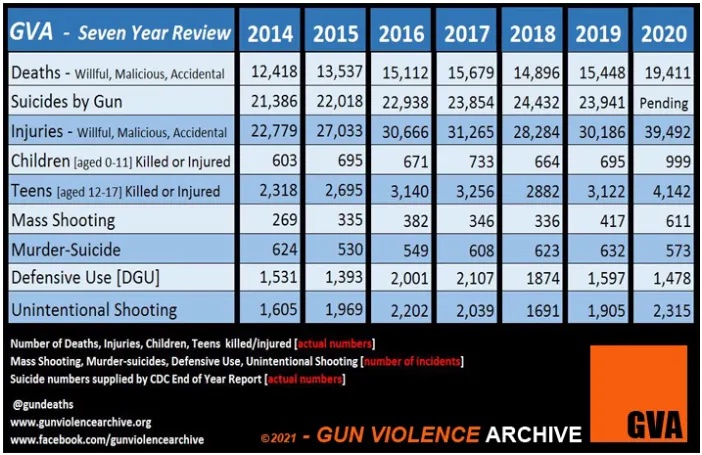 GVA - Seven Year Review 2014 2015 2016 2017 2018 2019 2020
Deaths - Willful, Malicious, Accidental 12,418 13,537 15,112 15,679 14,896 15,448 19,411
Suicides by Gun 21,386 22,018 22,938 23,854 24,432 23,941 Pending
Injuries - Willful, Malicious, Accidental 22,779 27,033 30,666 31,265 28,284 30,186 39,492
Children [aged 0-11] Killed or Injured 603 695 671 733 664 695 999
Teens [aged 12-17] Killed or Injured 2,318 2,695 3,140 3,256 2882 3,122 4,142
Mass Shooting 269 335 382 346 336 417 611
Murder-Suicide 624 530 549 608 623 632 573
Defensive Use [DGU] 1,531 1,393 2,001 2,107 1874 1,597 1,478
Unintentional Shooting 1,605 1,969 2,202 2,039 1691 1,905 2,315
Number of Deaths, Injuries, Children, Teens killed/injured [actual numbers]
Mass Shooting, Murder-suicides, Defensive Use, Unintentional Shooting [number of incidents]
Suicide numbers supplied by CDC End of Year Report [actual numbers]
@gundeaths
www.gunviolencearchive.org
www.facebook.com/gunviolencearchive
©2021 - GUN VIOLENCE ARCHIVE
GVA